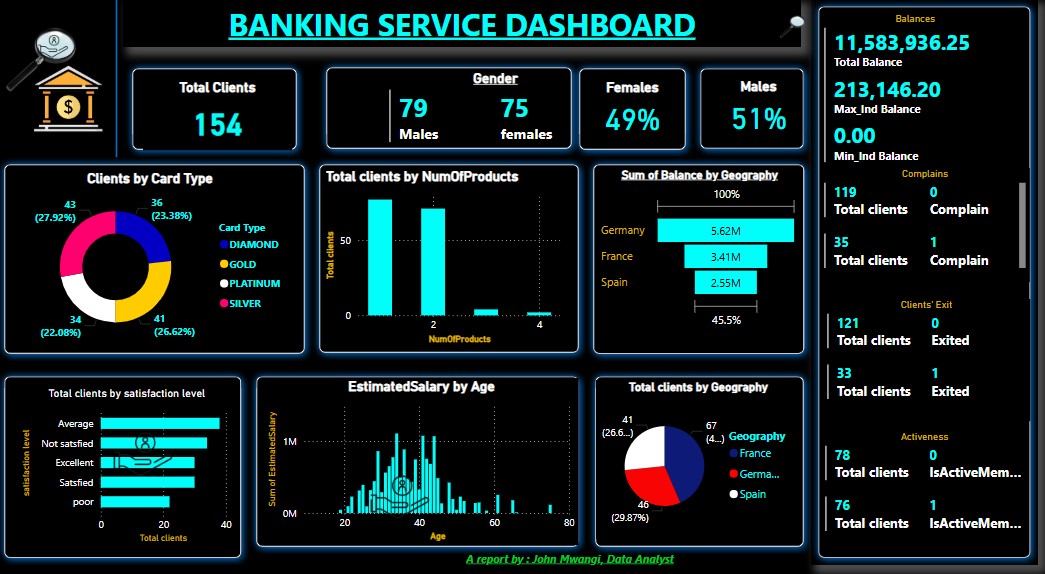 BANKING SERVICE DASHBOARD
$
Total Clients
154
Gender
79
Males
75
females
Females
49%
Males
51%
Balances
11,583,936.25
Total Balance
213,146.20
Max_Ind Balance
0.00
Min_Ind Balance
Complains
119
Total clients
0
Complain
35
Total clients
1
Complain
Clients' Exit
121
Total clients
0
Exited
33
Total clients
1
Exited
Activeness
78
Total clients
0
IsActiveMem...
76
Total clients
1
IsActiveMem...
Clients by Card Type
43
(27.92%)
36
(23.38%)
34
(22.08%)
41
(26.62%)
Card Type
DIAMOND
GOLD
PLATINUM
SILVER
Total clients by NumOfProducts
Total clients
50
0
2
4
NumOfProducts
Sum of Balance by Geography
100%
Germany
5.62M
France
3.41M
Spain
2.55M
45.5%
Total clients by satisfaction level
satisfaction level
Average
Not satsfied
Excellent
Satsfied
poor
0
20
40
Total clients
EstimatedSalary by Age
Sum of EstimatedSalary
1M
0M
20
40
60
80
Age
Total clients by Geography
41
(26.6...)
67
(4...)
46
(29.87%)
Geography
France
Germa...
Spain
A report by : John Mwangi, Data Analyst